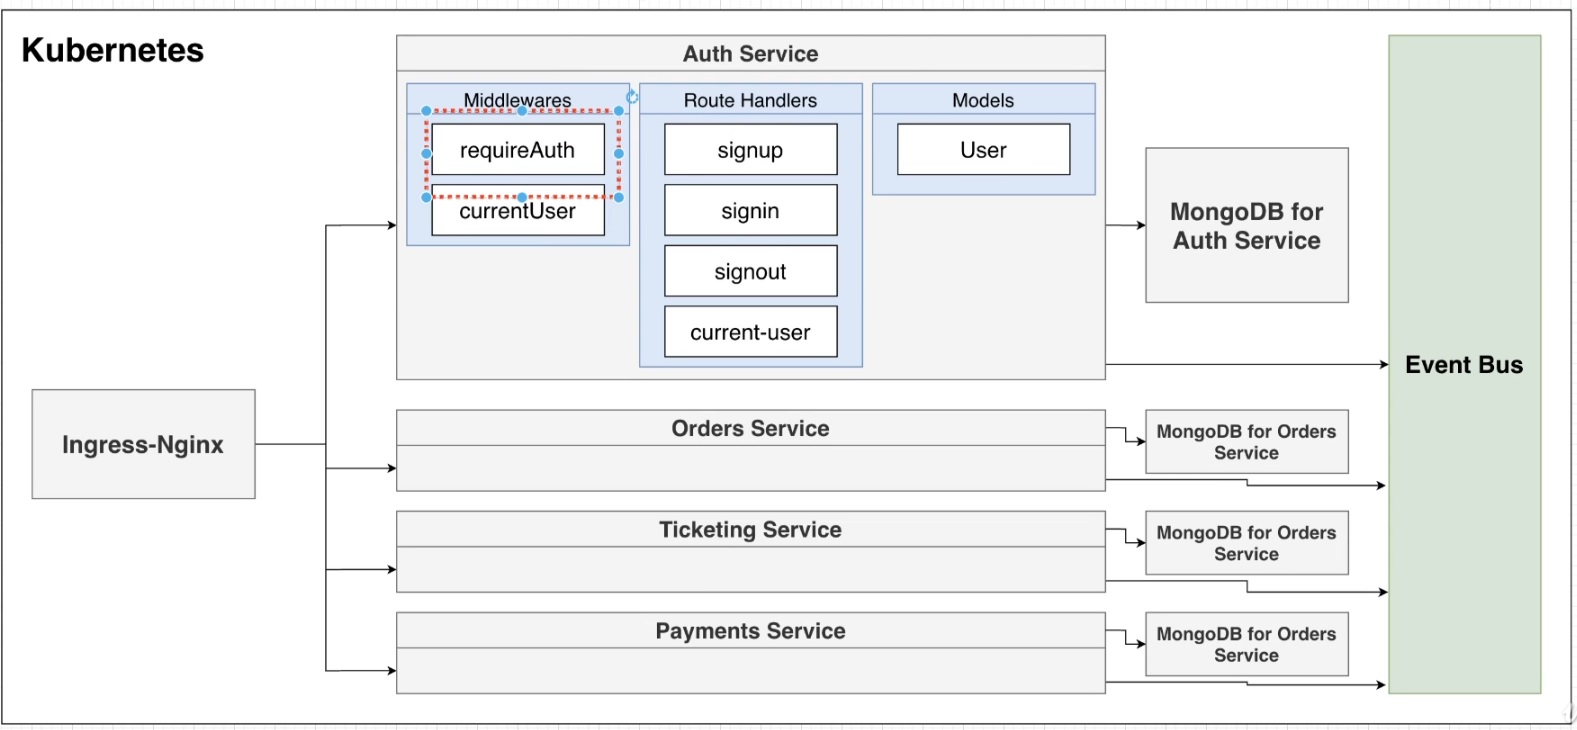 Kubernetes
Auth Service
Middlewares
requireAuth
currentUser
Route Handlers
signup
signin
signout
current-user
Models
User
MongoDB for
Auth Service
Event Bus
Ingress-Nginx
Orders Service
MongoDB for Orders
Service
Ticketing Service
MongoDB for Orders
Service
Payments Service
MongoDB for Orders
Service